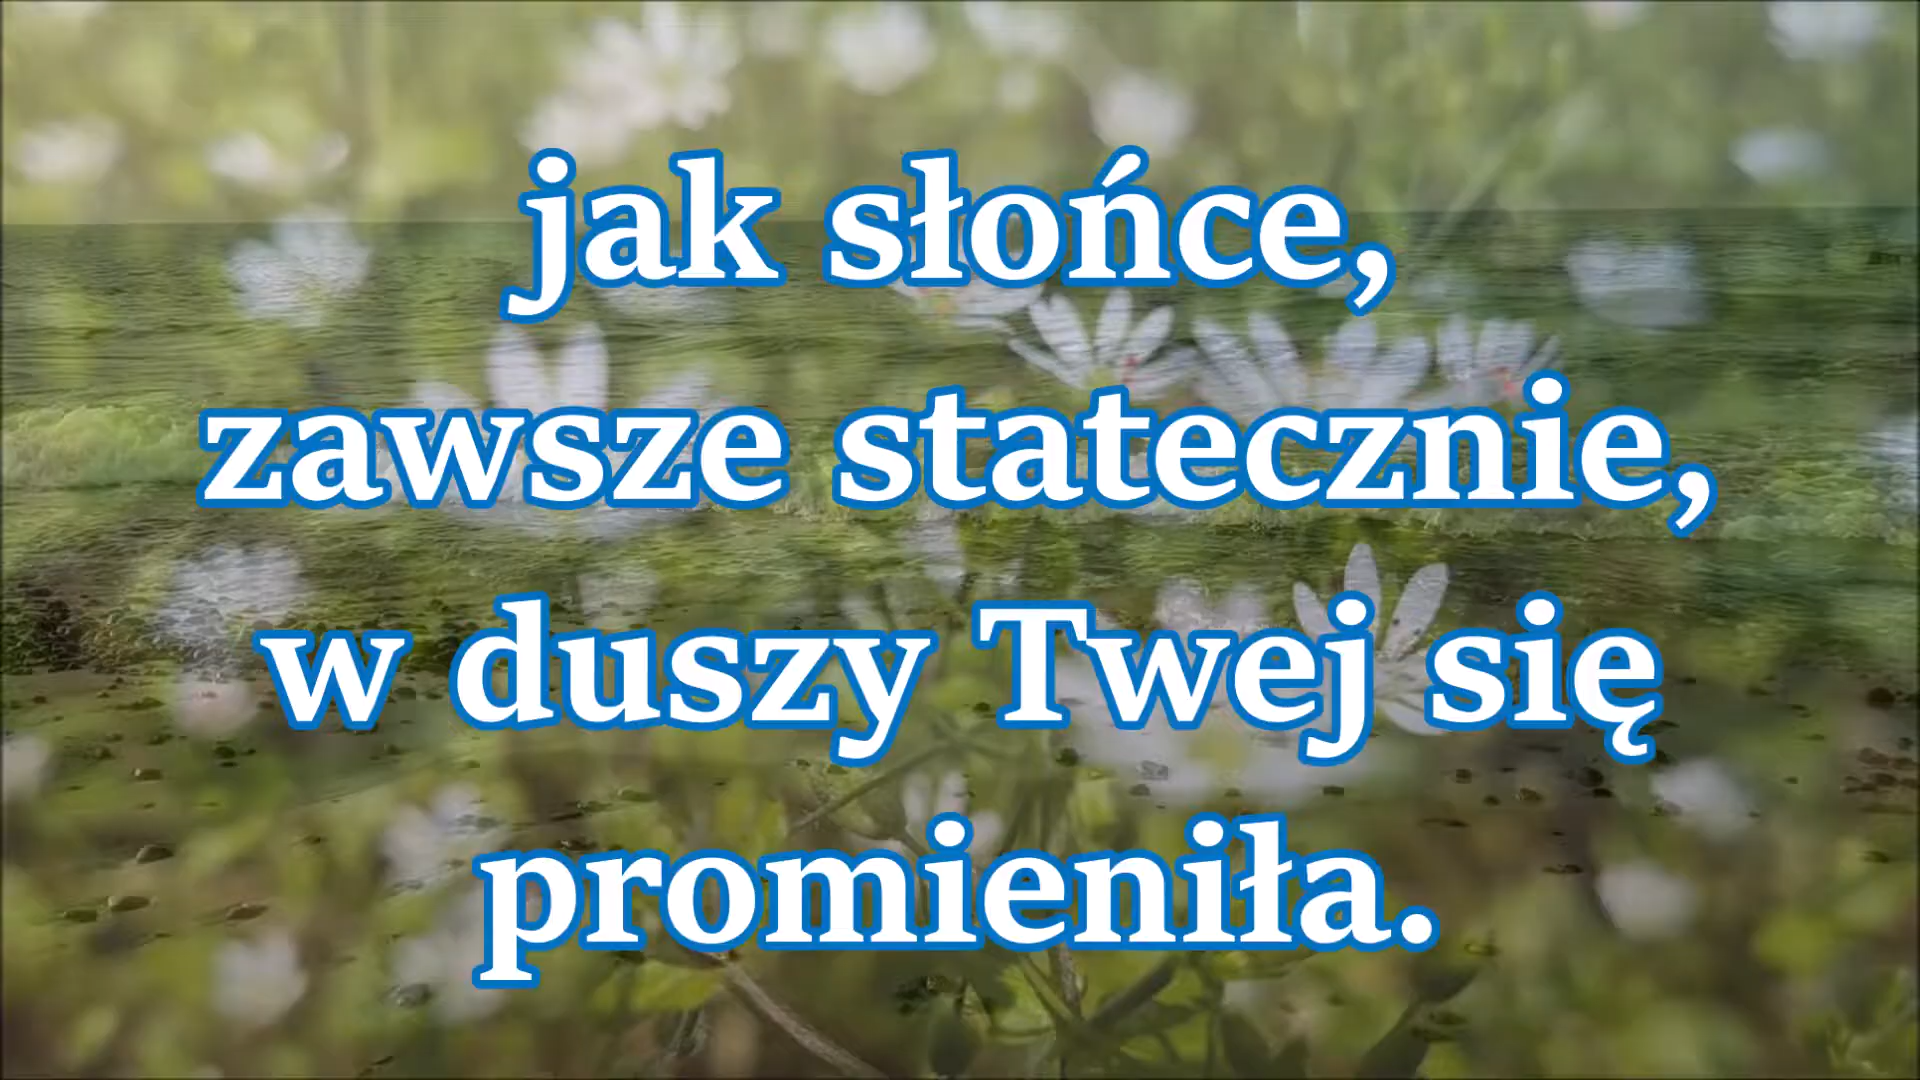 jak słońce,
zawsze statecznie,
w duszy Twej się
promieniła.